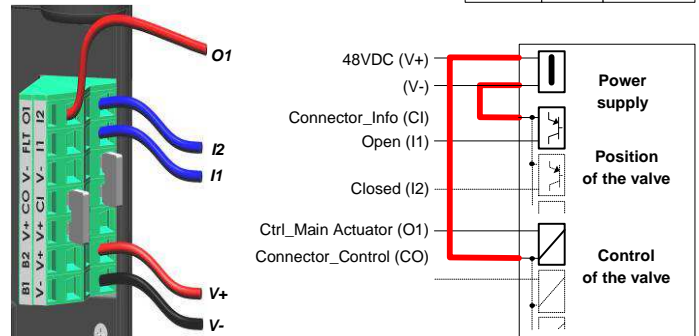 O1
I2
I1
V+
V-
B1 B2 V+ CO V- FLT O1
V- V+ V+ CI V- I1 I2
48VDC (V+)
(V-)
Connector_Info (CI)
Open (I1)
Closed (I2)
Ctrl_Main Actuator (O1)
Connector_Control (CO)
Power
supply
Position
of the valve
Control
of the valve